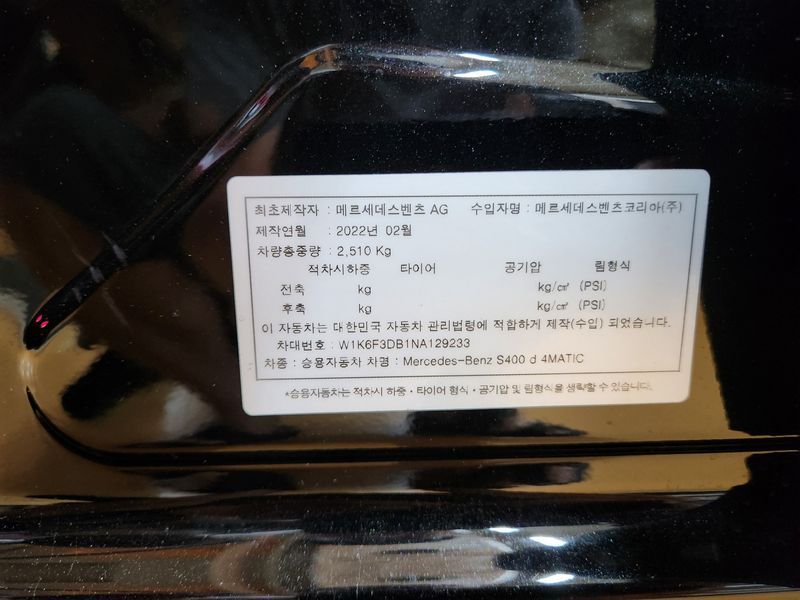 최초제작자 : 메르세데스벤츠 AG 수입자명 : 메르세데스벤츠코리아(주)
제작연월 : 2022년 02월
차량총중량 : 2,510 Kg
적차시하중 타이어 공기압 림형식
전축 kg kg/㎠ (PSI)
후축 kg kg/㎠ (PSI)
이 자동차는 대한민국 자동차 관리법령에 적합하게 제작(수입) 되었습니다.
차대번호 : W1K6F3DB1NA129233
차종 : 승용자동차 차명 : Mercedes-Benz S400 d 4MATIC
*승용자동차는 적차시 하중 · 타이어 형식 · 공기압 및 림형식을 생략할 수 있습니다.